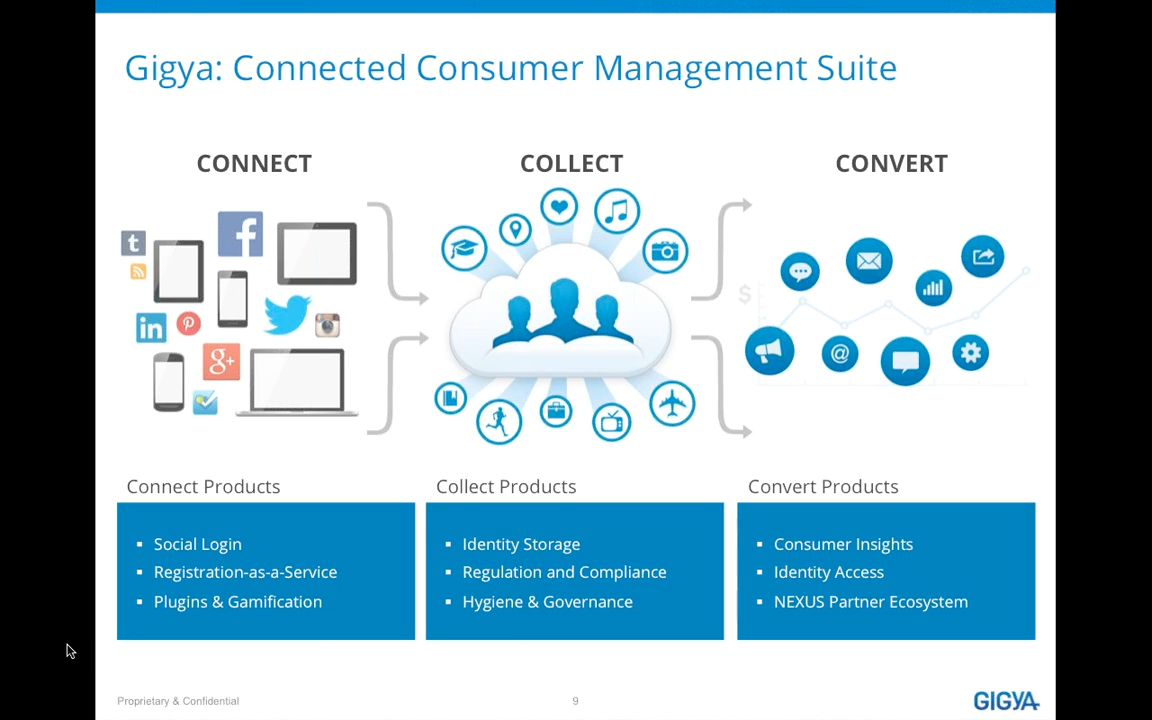 Gigya: Connected Consumer Management Suite
CONNECT
COLLECT
CONVERT
t
f
in
g+
$
@
Connect Products
Social Login
Registration-as-a-Service
Plugins & Gamification
Collect Products
Identity Storage
Regulation and Compliance
Hygiene & Governance
Convert Products
Consumer Insights
Identity Access
NEXUS Partner Ecosystem
Proprietary & Confidential
9
GIGYA